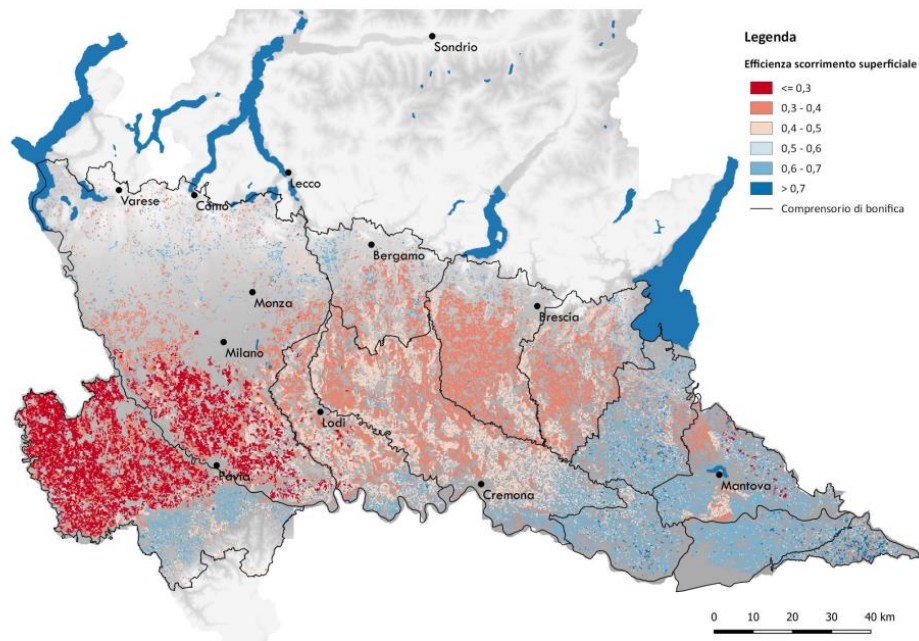 Sondrio
Lecco
Varese
Como
Bergamo
Monza
Brescia
Milano
Lodi
Pavia
Cremona
Mantova
Legenda
Efficienza scorrimento superficiale
<= 0,3
0,3 - 0,4
0,4 - 0,5
0,5 - 0,6
0,6 - 0,7
> 0,7
Comprensorio di bonifica
0 10 20 30 40 km